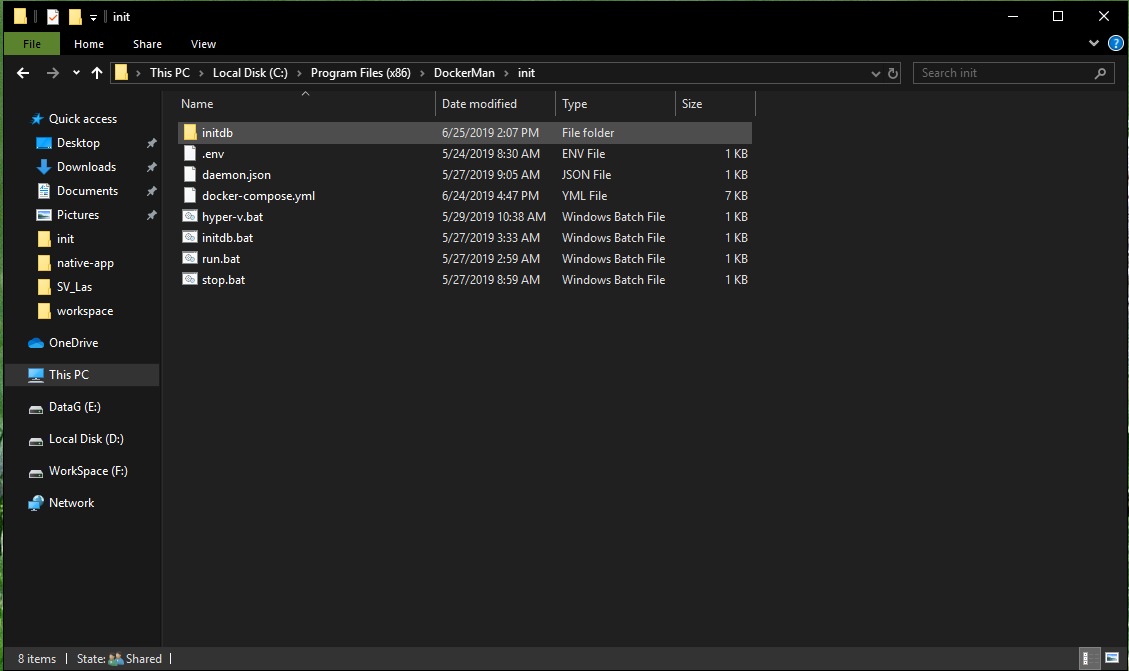 init
File Home Share View
This PC Local Disk (C:) Program Files (x86) DockerMan init
Search init
Name Date modified Type Size
Quick access
Desktop
Downloads
Documents
Pictures
init
native-app
SV_Las
workspace
OneDrive
This PC
DataG (E:)
Local Disk (D:)
WorkSpace (F:)
Network
initdb 6/25/2019 2:07 PM File folder
.env 5/24/2019 8:30 AM ENV File 1 KB
daemon.json 5/27/2019 9:05 AM JSON File 1 KB
docker-compose.yml 6/24/2019 4:47 PM YML File 7 KB
hyper-v.bat 5/29/2019 10:38 AM Windows Batch File 1 KB
initdb.bat 5/27/2019 3:33 AM Windows Batch File 1 KB
run.bat 5/27/2019 2:59 AM Windows Batch File 1 KB
stop.bat 5/27/2019 8:59 AM Windows Batch File 1 KB
8 items State: Shared